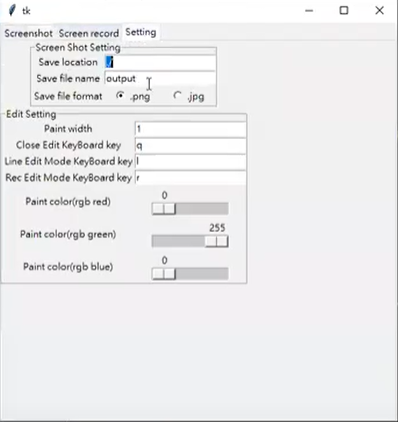 tk
Screenshot Screen record Setting
Screen Shot Setting
Save location
Save file name output
Save file format .png .jpg
Edit Setting
Paint width 1
Close Edit KeyBoard key q
Line Edit Mode KeyBoard key l
Rec Edit Mode KeyBoard key r
0
Paint color(rgb red)
255
Paint color(rgb green)
0
Paint color(rgb blue)